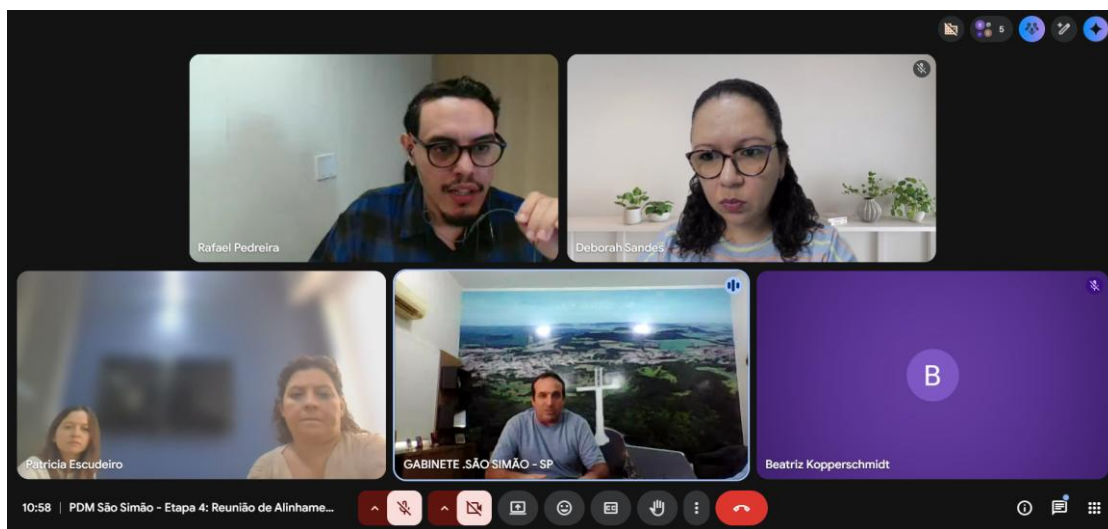 5
Rafael Pedreira
Deborah Sandes
Patricia Escudeiro
GABINETE .SÃO SIMÃO - SP
B
Beatriz Kopperschmidt
10:58 | PDM São Simão - Etapa 4: Reunião de Alinhame...